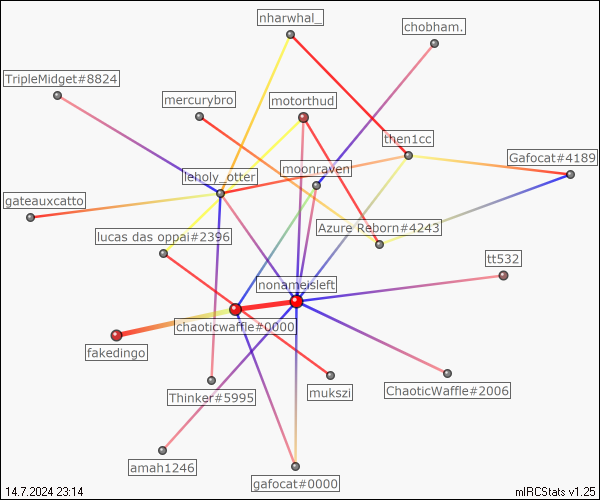 nharwhal_
chobham.
TripleMidget#8824
mercurybro
motorthud
then1cc
Gafocat#4189
moonraven
leholy_otter
gateauxcatto
Azure Reborn#4243
lucas das oppai#2396
tt532
nonameisleft
chaoticwaffle#0000
fakedingo
Thinker#5995
mukszi
ChaoticWaffle#2006
amah1246
gafocat#0000
14.7.2024 23:14
mIRCStats v1.25